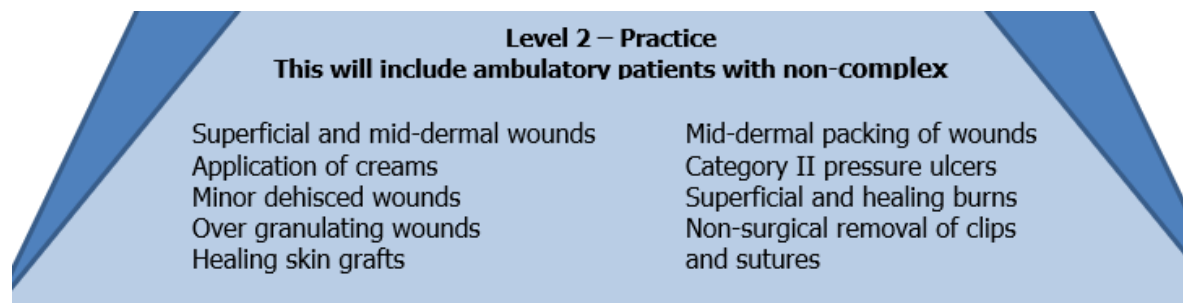 Level 2 – Practice
This will include ambulatory patients with non-complex
Superficial and mid-dermal wounds
Application of creams
Minor dehisced wounds
Over granulating wounds
Healing skin grafts
Mid-dermal packing of wounds
Category II pressure ulcers
Superficial and healing burns
Non-surgical removal of clips
and sutures